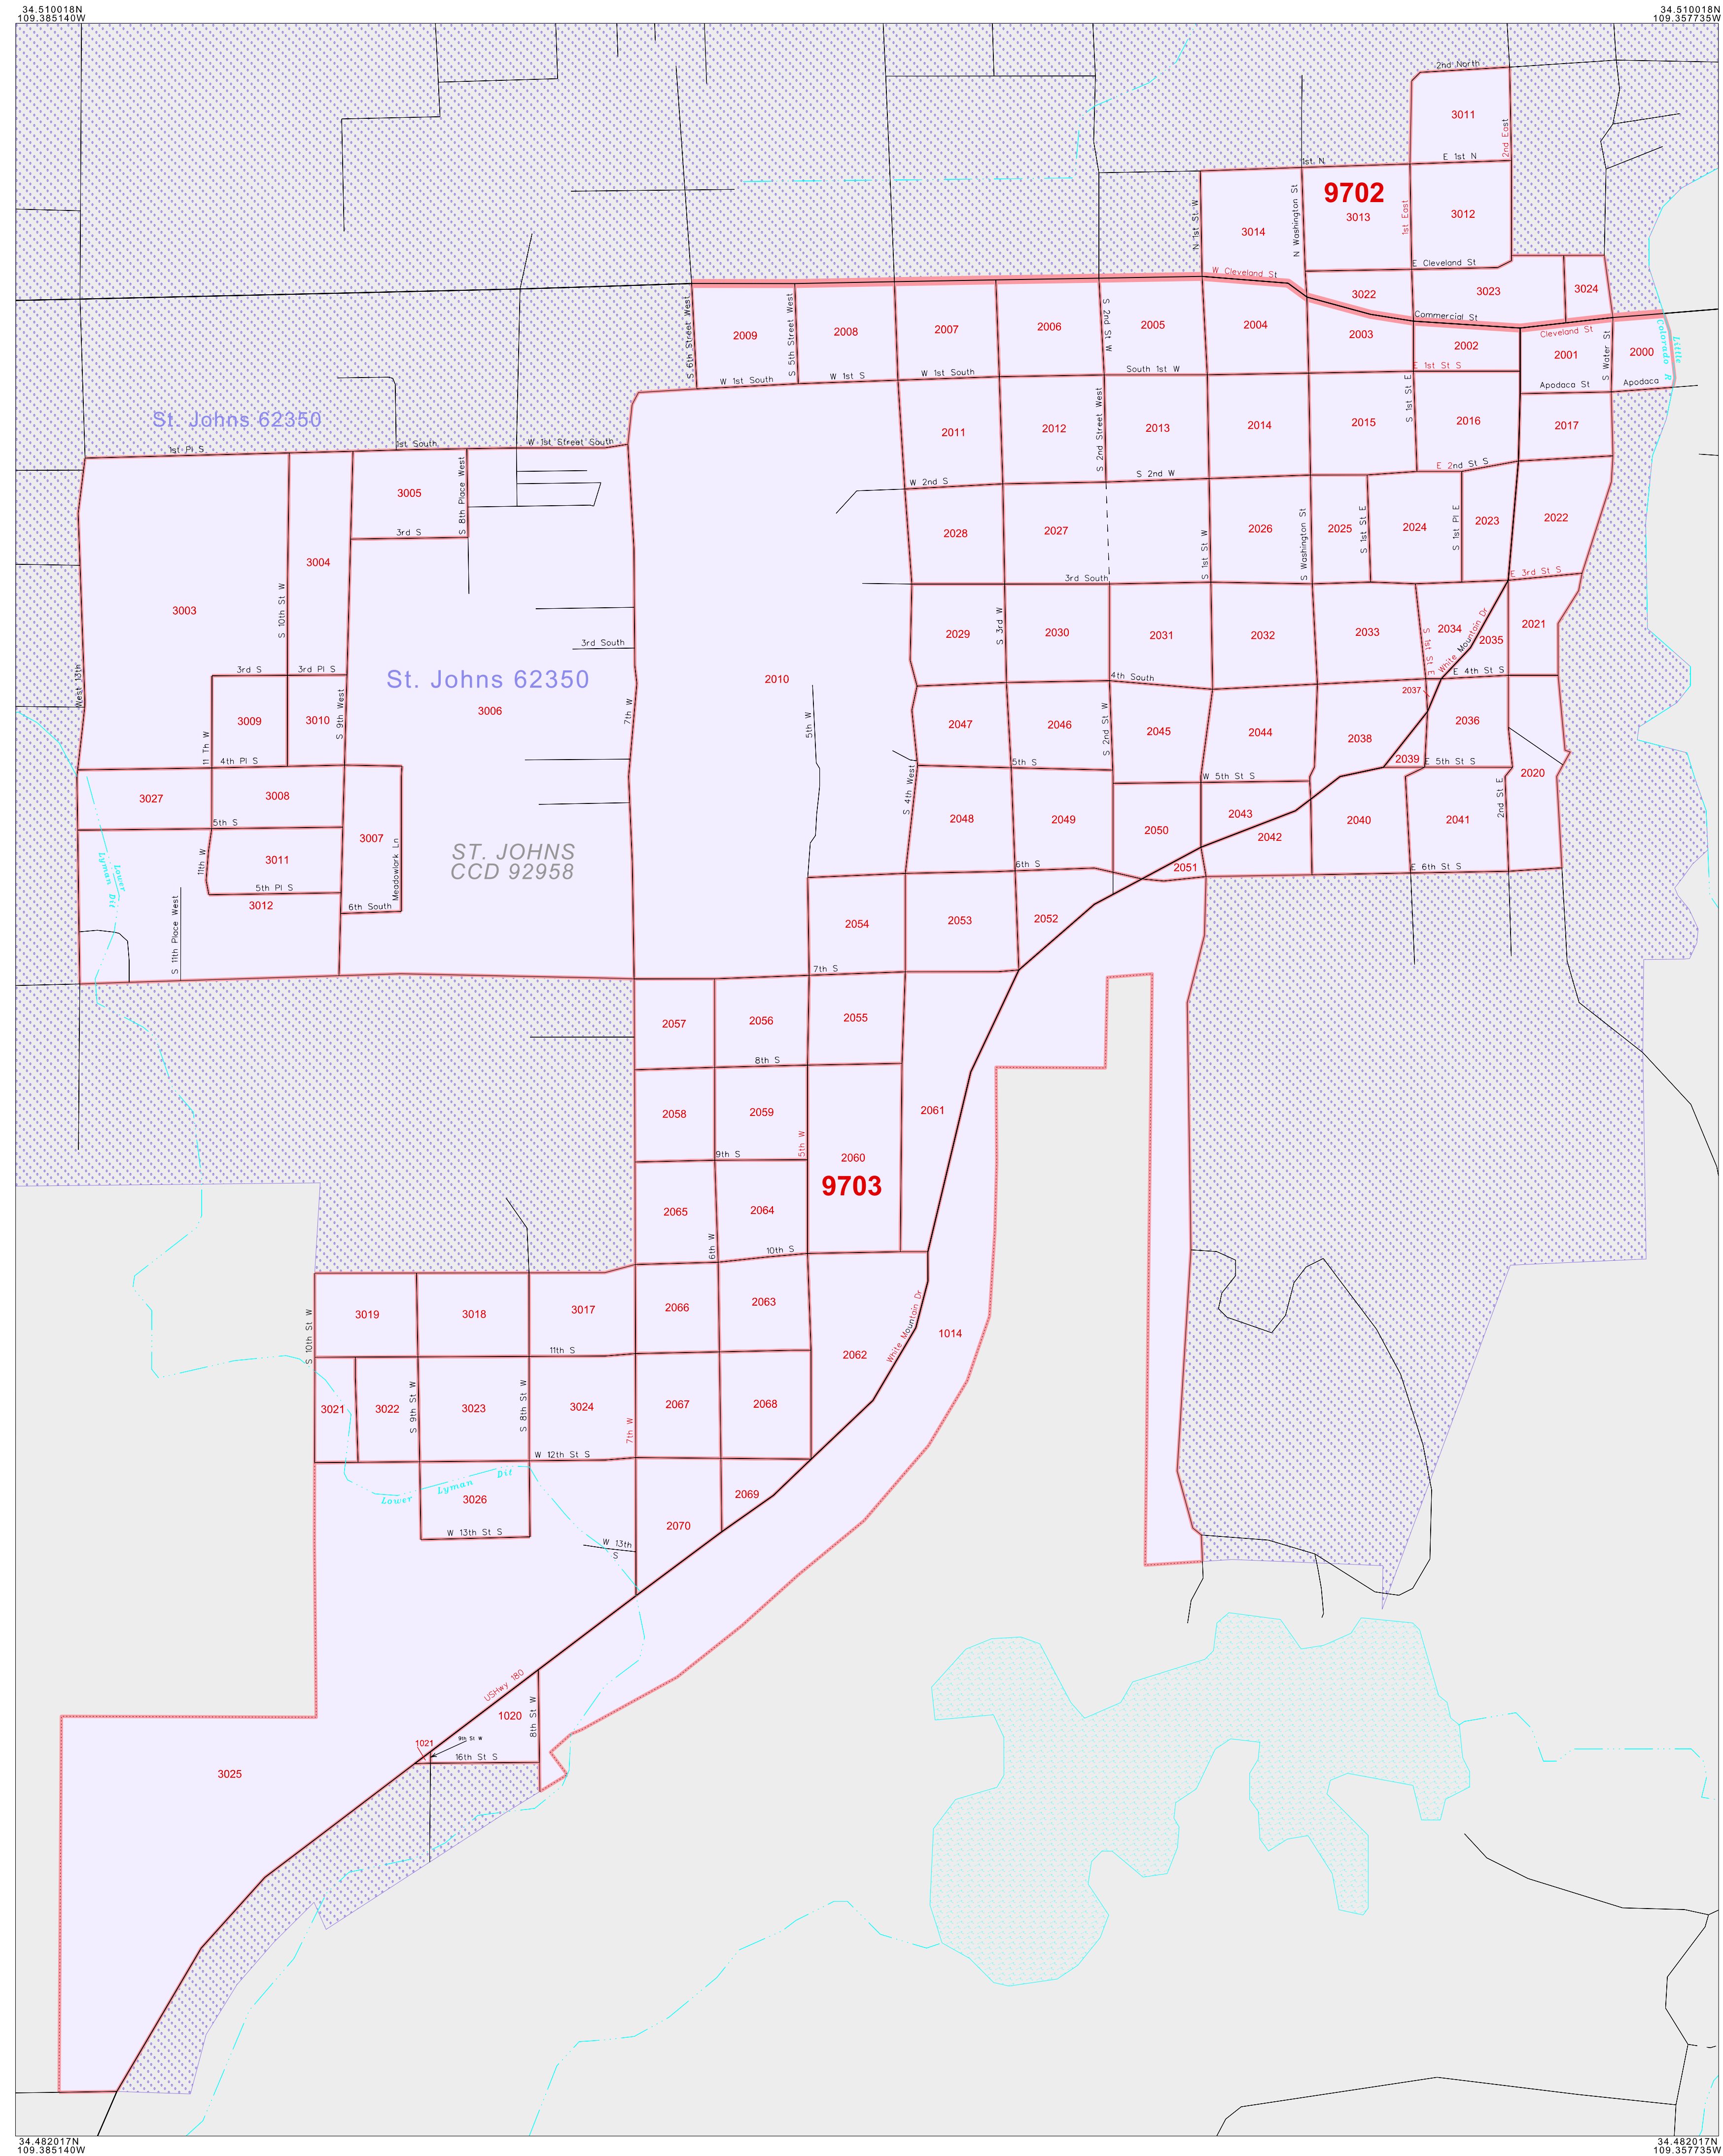 34.510018N
109.385140W
34.510018N
109.357735W
2nd North
3011
2nd East
1st N
E 1st N
9702
N 1st St W
N Washington St
3013
1st East
3012
3014
W Cleveland St
E Cleveland St
3022
3023
3024
Commercial St
Cleveland St
Little
Colorado R
S 6th Street West
2009
S 5th Street West
2008
2007
2006
S 2nd St W
2005
2004
2003
2002
2001
S Water St
2000
W 1st South
W 1st S
W 1st South
South 1st W
E 1st St S
Apodaca St
Apodaca
St. Johns 62350
1st Pl S
1st South
W 1st Street South
2011
2012
S 2nd Street West
2013
2014
2015
S 1st St E
2016
2017
E 2nd St S
3005
S 8th Place West
3rd S
W 2nd S
S 2nd W
2028
2027
2026
S 1st St W
S Washington St
2025
S 1st St E
2024
S 1st Pl E
2023
2022
3004
3003
S 10th St W
3rd South
E 3rd St S
2029
S 3rd W
2030
2031
2032
2033
S 1st St E
2034
White Mountain Dr
2035
2021
3rd South
West 13th
3rd S
3rd Pl S
St. Johns 62350
3006
7th W
2010
4th South
E 4th St S
2037
11 Th W
3009
3010
S 9th West
5th W
2047
2046
S 2nd St W
2045
2044
2038
2036
4th Pl S
S 4th West
5th S
2039
E 5th St S
2020
3027
3008
W 5th St S
2nd St E
5th S
3007
Meadowlark Ln
2048
2049
2050
2043
2042
2040
2041
Lower
Lyman Dit
11th W
3011
ST. JOHNS
CCD 92958
6th S
2051
E 6th St S
5th Pl S
3012
6th South
S 11th Place West
2054
2053
2052
7th S
2057
2056
2055
8th S
2058
2059
2061
5th W
9th S
2060
9703
2065
2064
6th W
10th S
S 10th St W
3019
3018
3017
2066
2063
White Mountain Dr
1014
11th S
2062
3021
3022
S 9th St W
3023
S 8th St W
3024
7th W
2067
2068
W 12th St S
Lower Lyman Dit
3026
2069
W 13th St S
W 13th
S
2070
USHwy 180
8th St W
1020
1021
9th St W
16th St S
3025
34.482017N
109.385140W
34.482017N
109.357735W